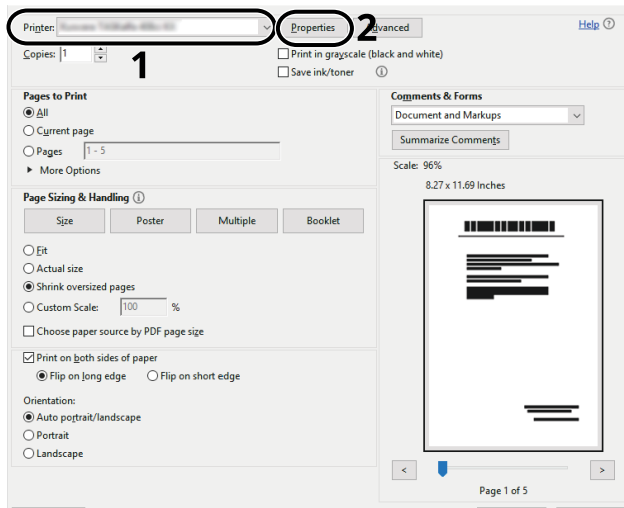 Printer:
Properties
2
Advanced
Help
Copies: 1
1
Print in grayscale (black and white)
Save ink/toner
Pages to Print
All
Current page
Pages 1 - 5
More Options
Comments & Forms
Document and Markups
Summarize Comments
Scale: 96%
8.27 x 11.69 Inches
Page Sizing & Handling
Size Poster Multiple Booklet
Fit
Actual size
Shrink oversized pages
Custom Scale: 100 %
Choose paper source by PDF page size
Print on both sides of paper
Flip on long edge Flip on short edge
Orientation:
Auto portrait/landscape
Portrait
Landscape
< >
Page 1 of 5